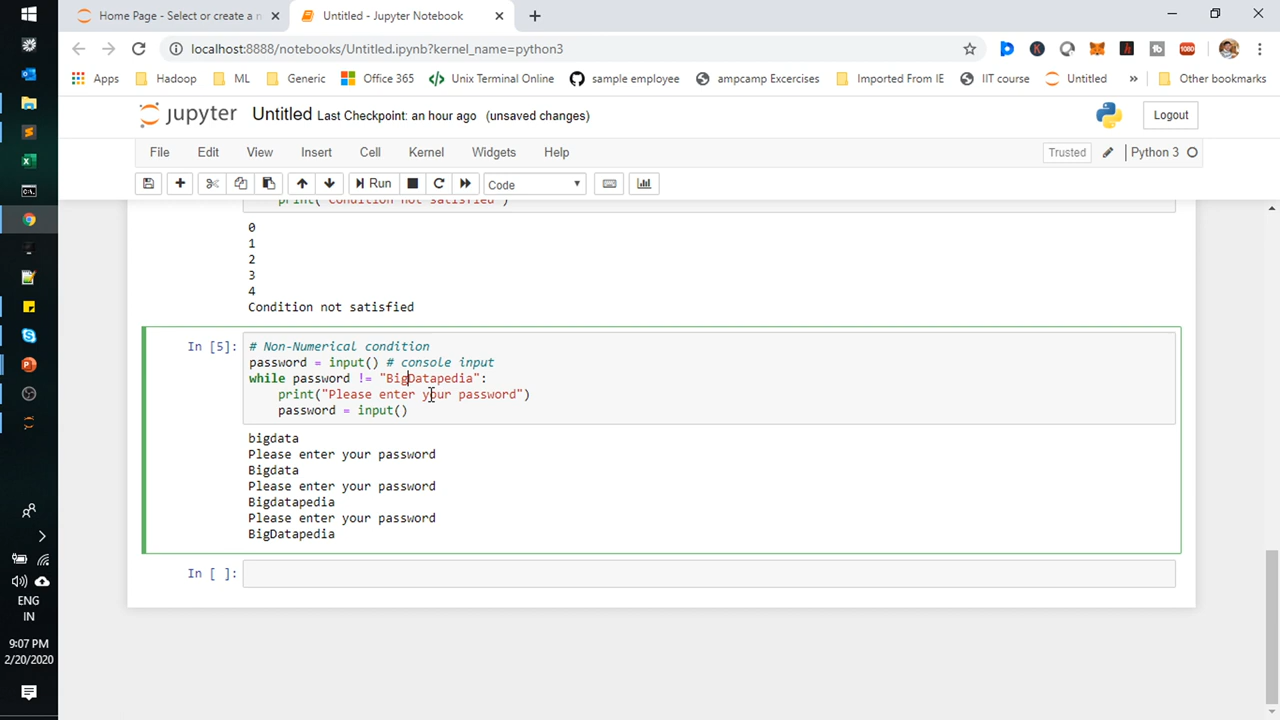 Home Page - Select or create a n
Untitled - Jupyter Notebook
localhost:8888/notebooks/Untitled.ipynb?kernel_name=python3
Apps Hadoop ML Generic Office 365 Unix Terminal Online sample employee ampcamp Excercises Imported From IE IIT course Untitled » Other bookmarks
1080
jupyter Untitled Last Checkpoint: an hour ago (unsaved changes) Logout
File Edit View Insert Cell Kernel Widgets Help Trusted Python 3
Run Code
print("Condition not satisfied")
0
1
2
3
4
Condition not satisfied
In [5]: # Non-Numerical condition
password = input() # console input
while password != "BigDatapedia":
print("Please enter your password")
password = input()
bigdata
Please enter your password
Bigdata
Please enter your password
Bigdatapedia
Please enter your password
BigDatapedia
In [ ]:
ENG
IN
9:07 PM
2/20/2020